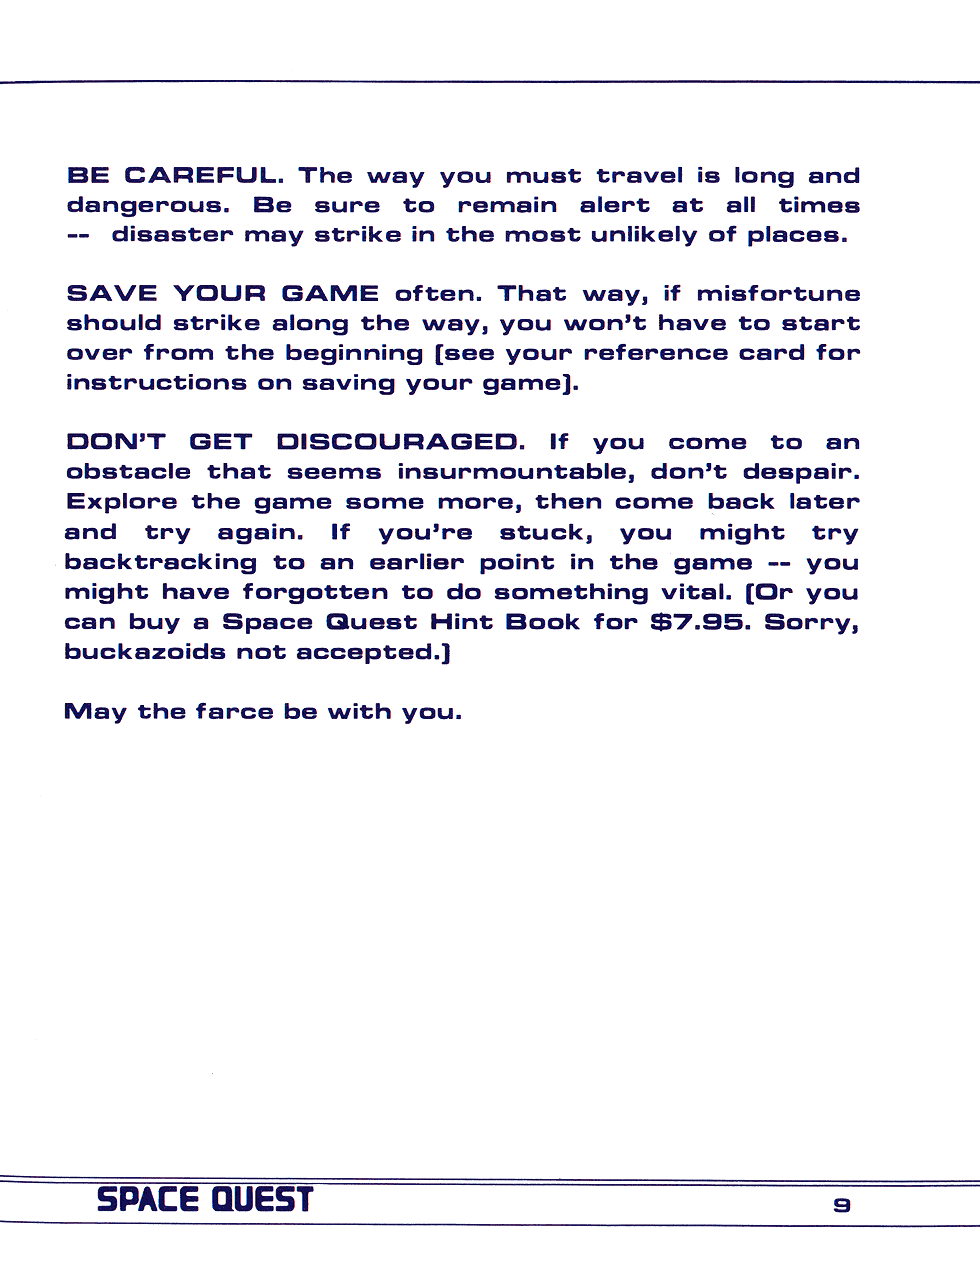 BE CAREFUL. The way you must travel is long and
dangerous. Be sure to remain alert at all times
-- disaster may strike in the most unlikely of places.
SAVE YOUR GAME often. That way, if misfortune
should strike along the way, you won't have to start
over from the beginning [see your reference card for
instructions on saving your game].
DON'T GET DISCOURAGED. If you come to an
obstacle that seems insurmountable, don't despair.
Explore the game some more, then come back later
and try again. If you're stuck, you might try
backtracking to an earlier point in the game -- you
might have forgotten to do something vital. [Or you
can buy a Space Quest Hint Book for $7.95. Sorry,
buckazoids not accepted.]
May the farce be with you.
SPACE QUEST 9